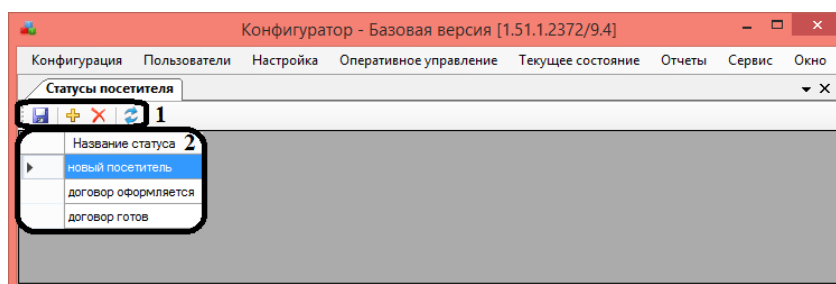 Конфигуратор - Базовая версия [1.51.1.2372/9.4]
Конфигурация Пользователи Настройка Оперативное управление Текущее состояние Отчеты Сервис Окно
Статусы посетителя
1
Название статуса 2
новый посетитель
договор оформляется
договор готов